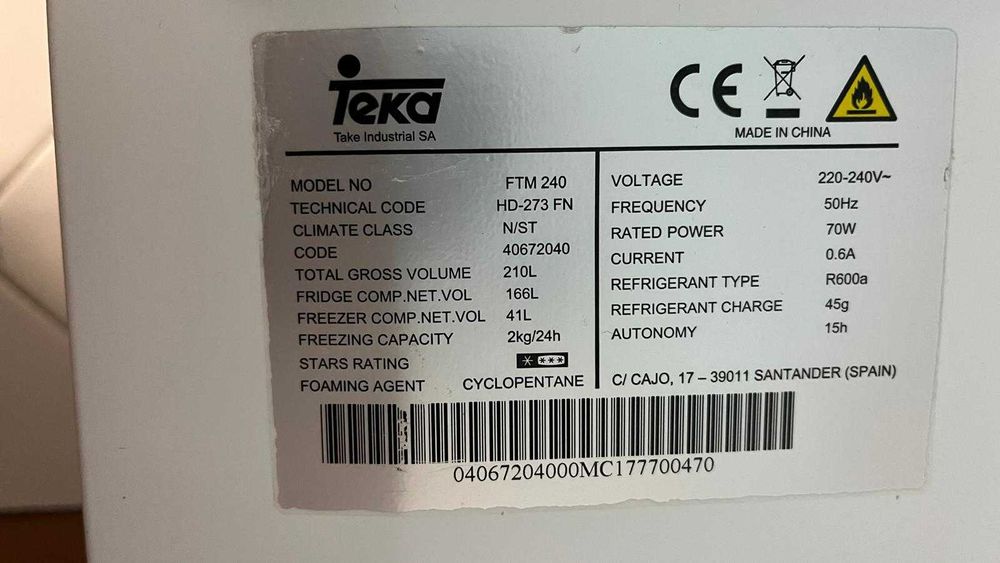 Teka
Take Industrial SA
CE
MADE IN CHINA
MODEL NO FTM 240
TECHNICAL CODE HD-273 FN
CLIMATE CLASS N/ST
CODE 40672040
TOTAL GROSS VOLUME 210L
FRIDGE COMP.NET.VOL 166L
FREEZER COMP.NET.VOL 41L
FREEZING CAPACITY 2kg/24h
STARS RATING
FOAMING AGENT CYCLOPENTANE
VOLTAGE 220-240V~
FREQUENCY 50Hz
RATED POWER 70W
CURRENT 0.6A
REFRIGERANT TYPE R600a
REFRIGERANT CHARGE 45g
AUTONOMY 15h
C/ CAJO, 17 – 39011 SANTANDER (SPAIN)
04067204000MC177700470